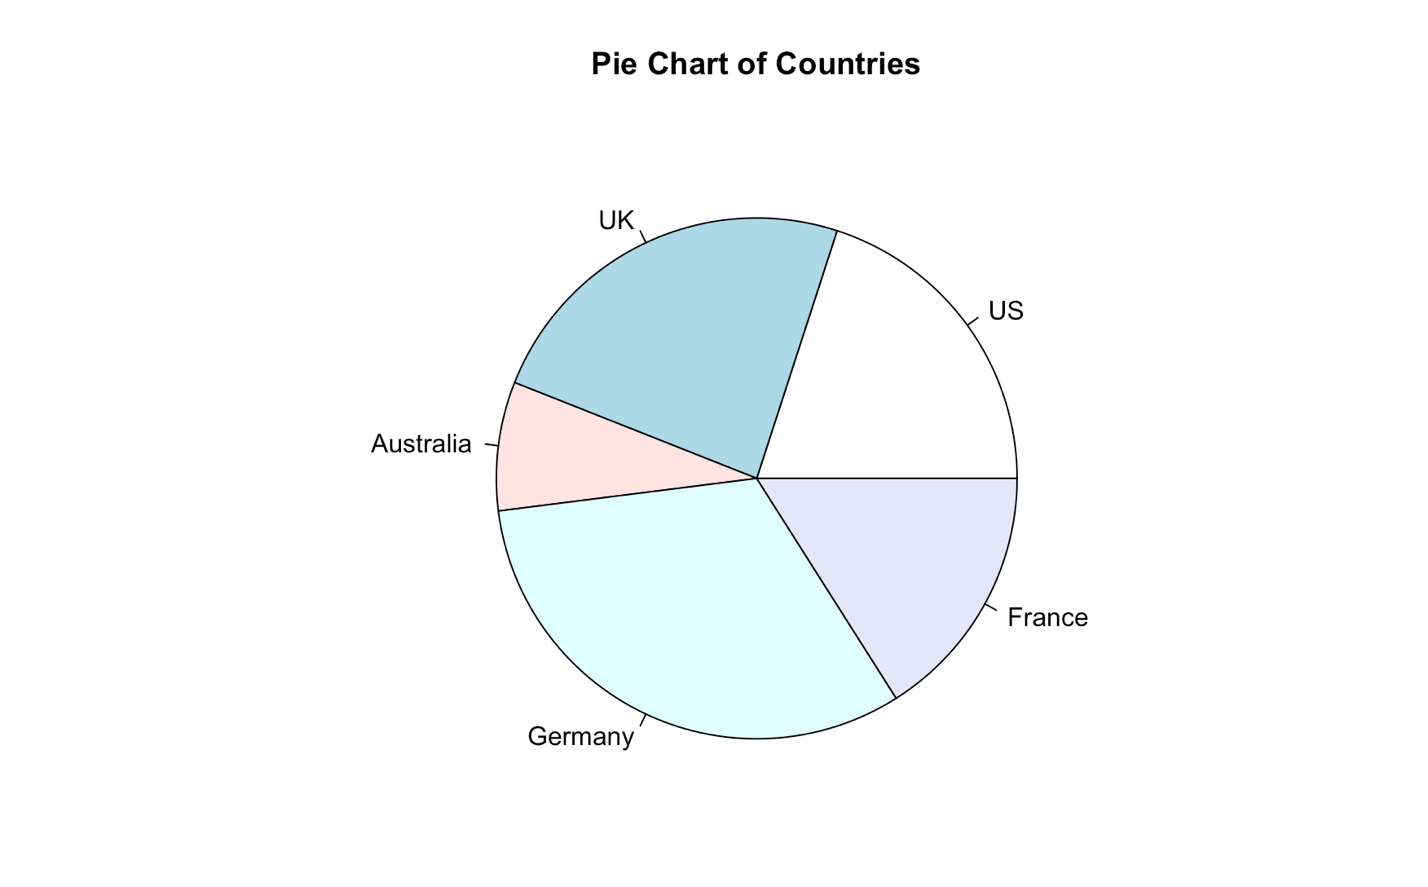 Pie Chart of Countries
UK
US
Australia
France
Germany